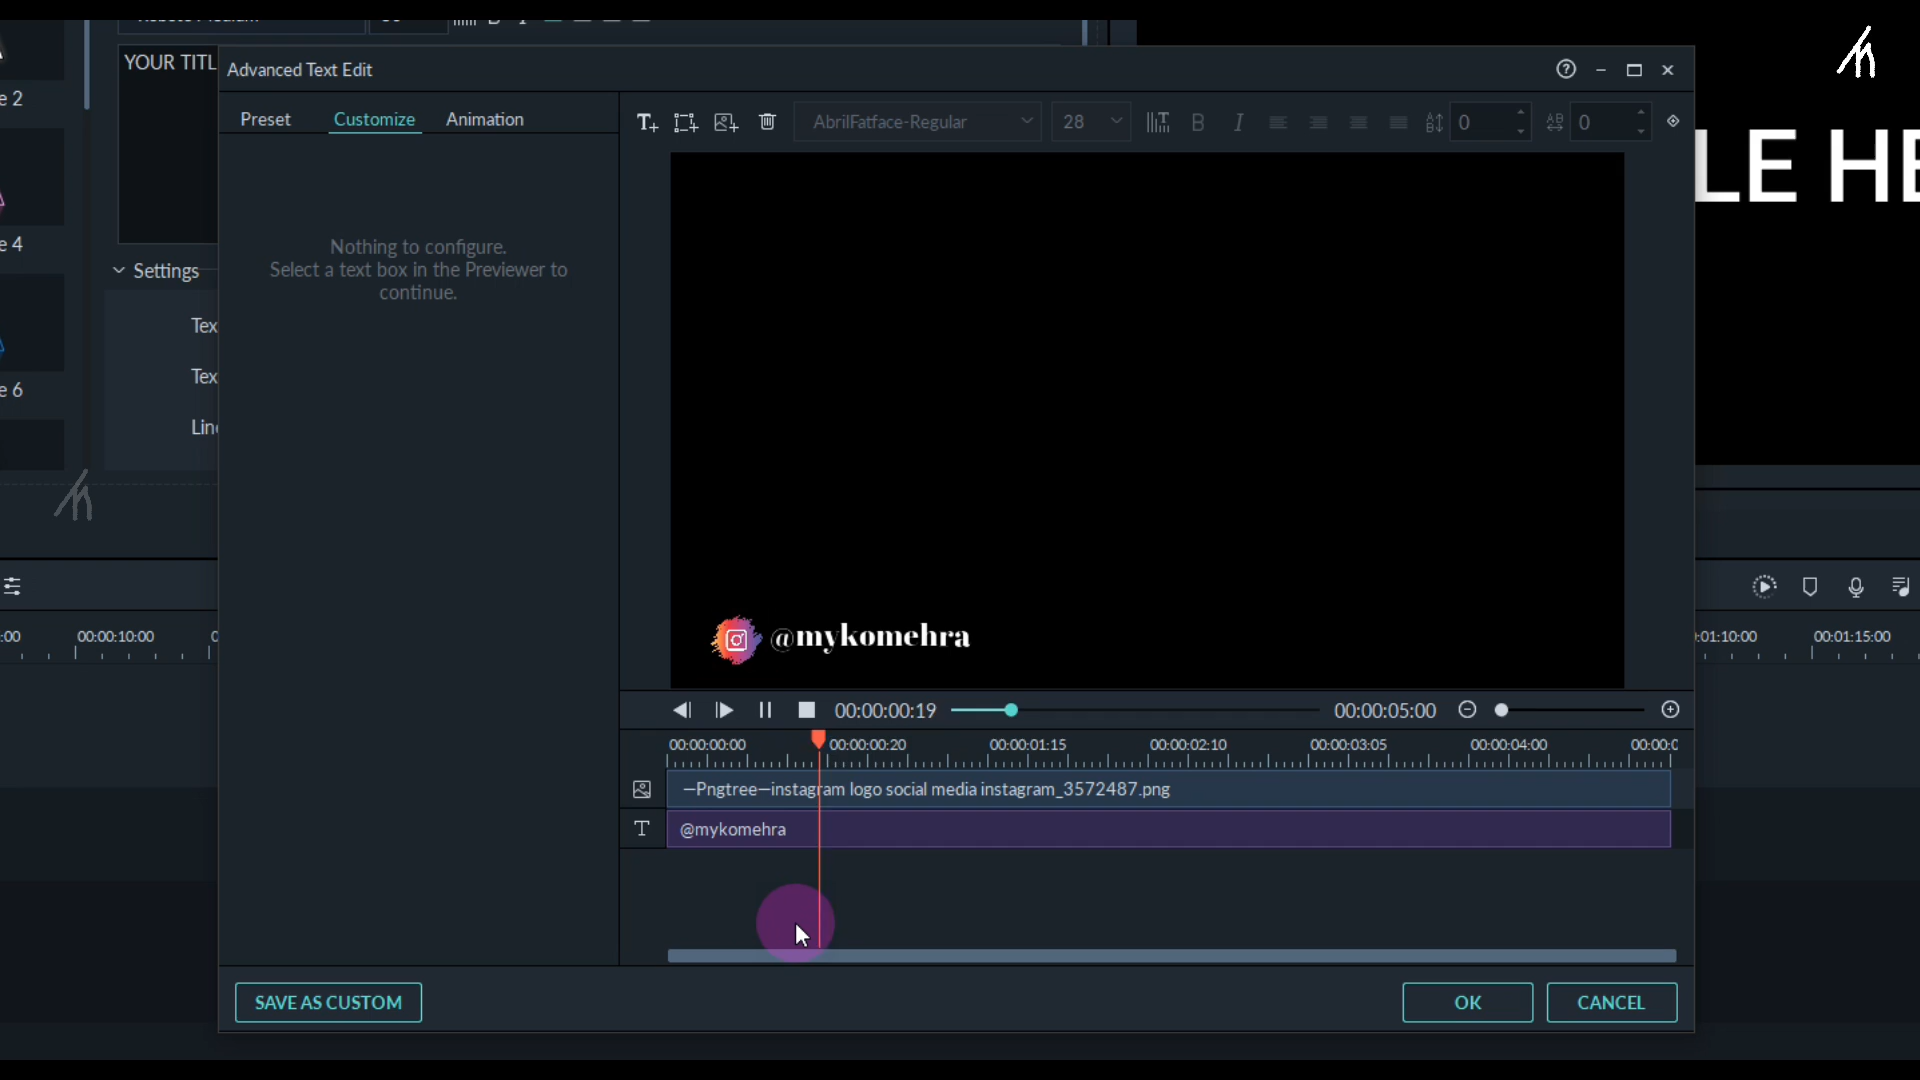 e 2
e 4
e 6
YOUR TITL
Settings
Tex
Tex
Line
Advanced Text Edit
Preset Customize Animation
AbrilFatface-Regular 28 0 0
Nothing to configure.
Select a text box in the Previewer to
continue.
LE HE
@mykomehra
00:00:00:19 00:00:05:00
:00 00:00:10:00 0
00:00:00:00 00:00:00:20 00:00:01:15 00:00:02:10 00:00:03:05 00:00:04:00 00:00:0
:01:10:00 00:01:15:00
—Pngtree—instagram logo social media instagram_3572487.png
T @mykomehra
SAVE AS CUSTOM OK CANCEL